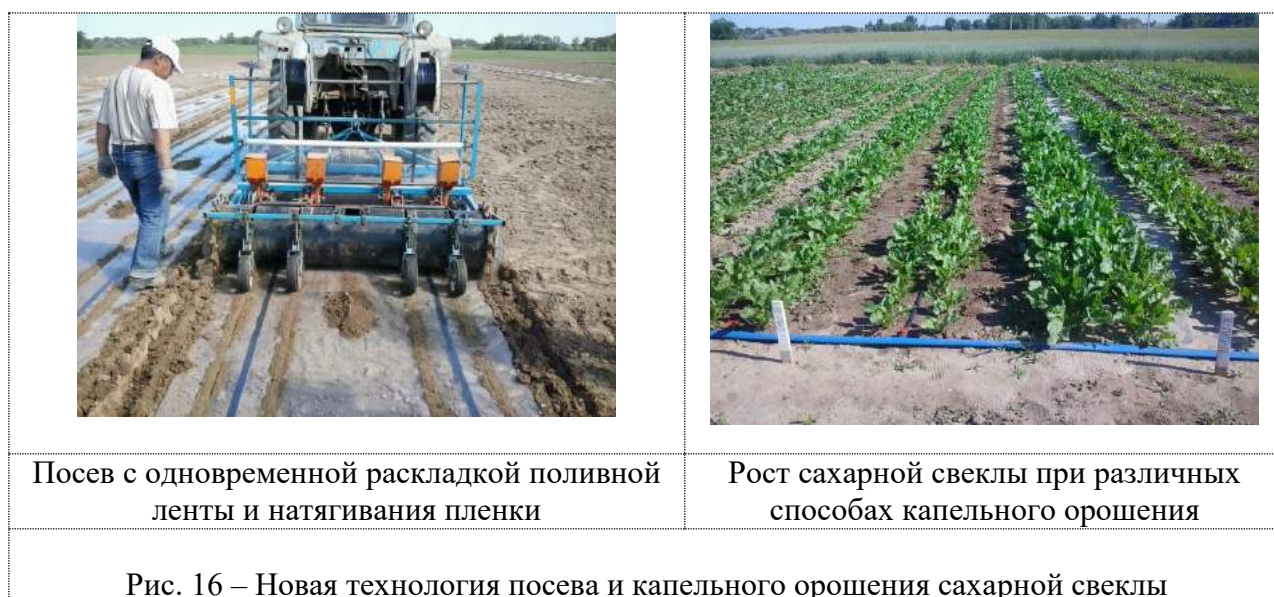 Посев с одновременной раскладкой поливной
ленты и натягивания пленки
Рост сахарной свеклы при различных
способах капельного орошения
Рис. 16 – Новая технология посева и капельного орошения сахарной свеклы